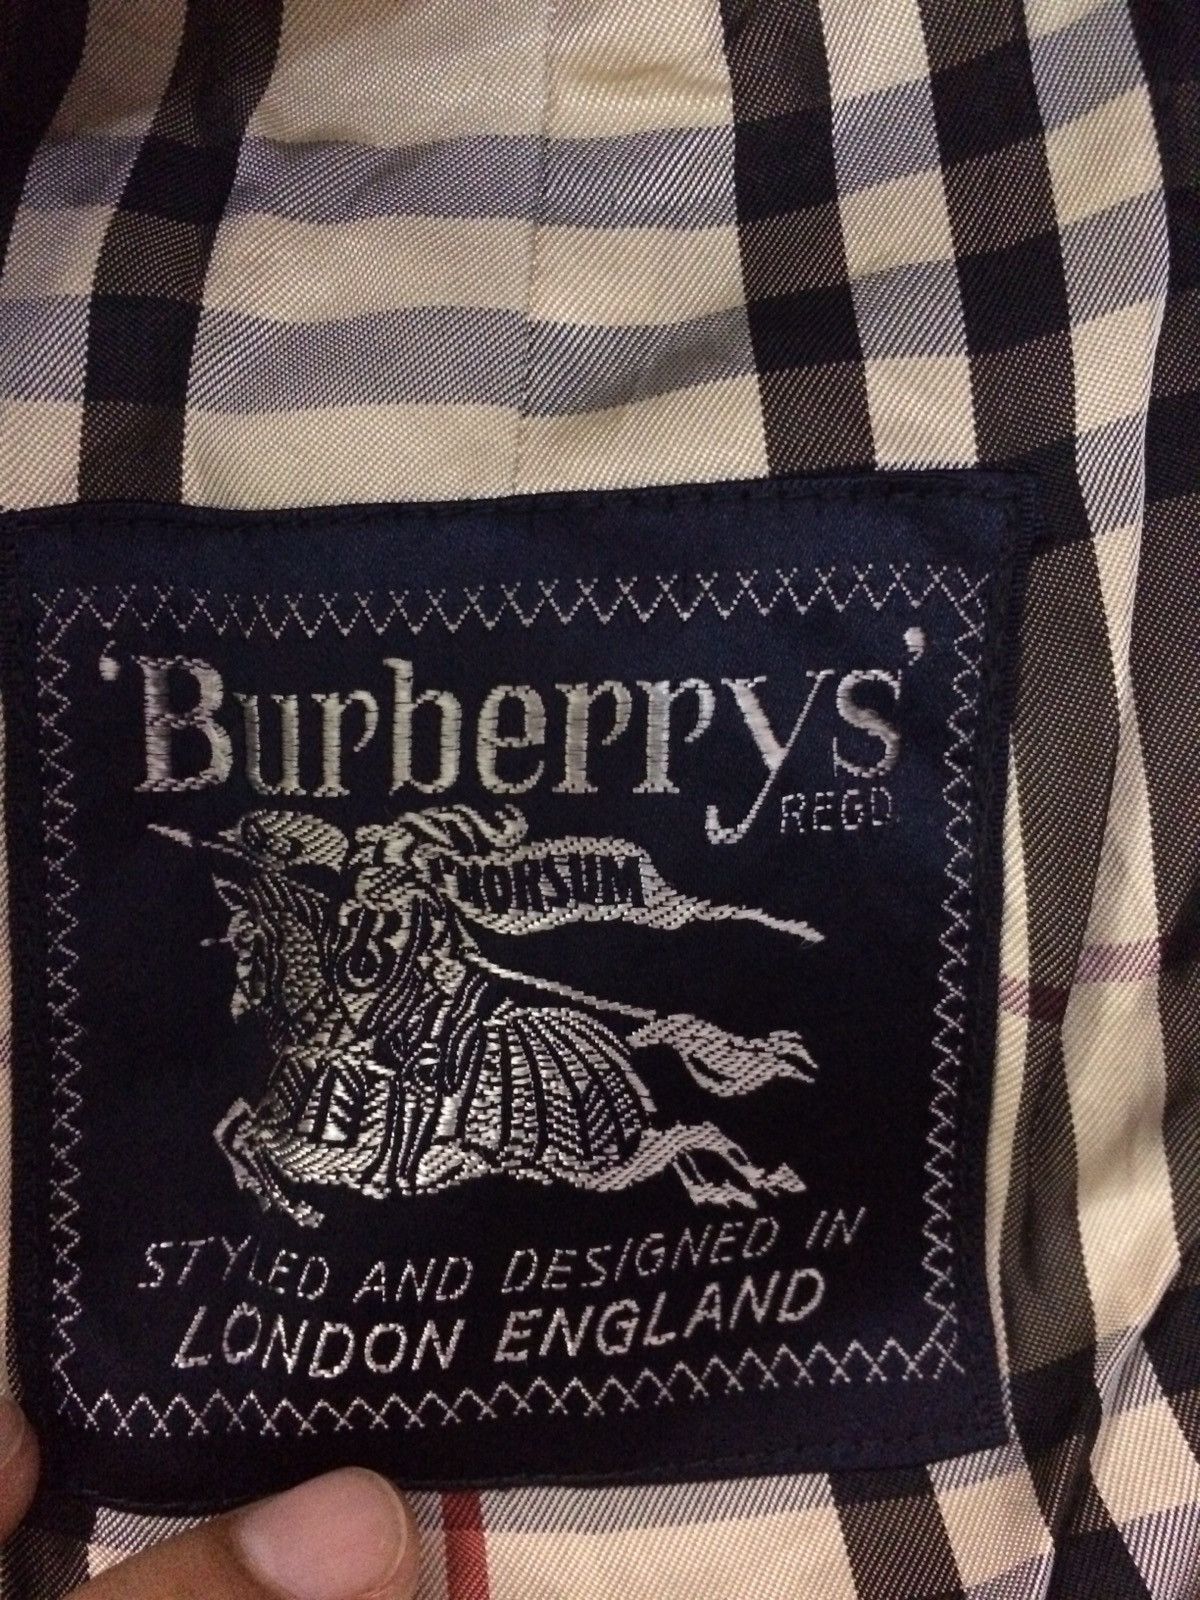 'Burberrys'
REGD
PRORSUM
STYLED AND DESIGNED IN
LONDON ENGLAND